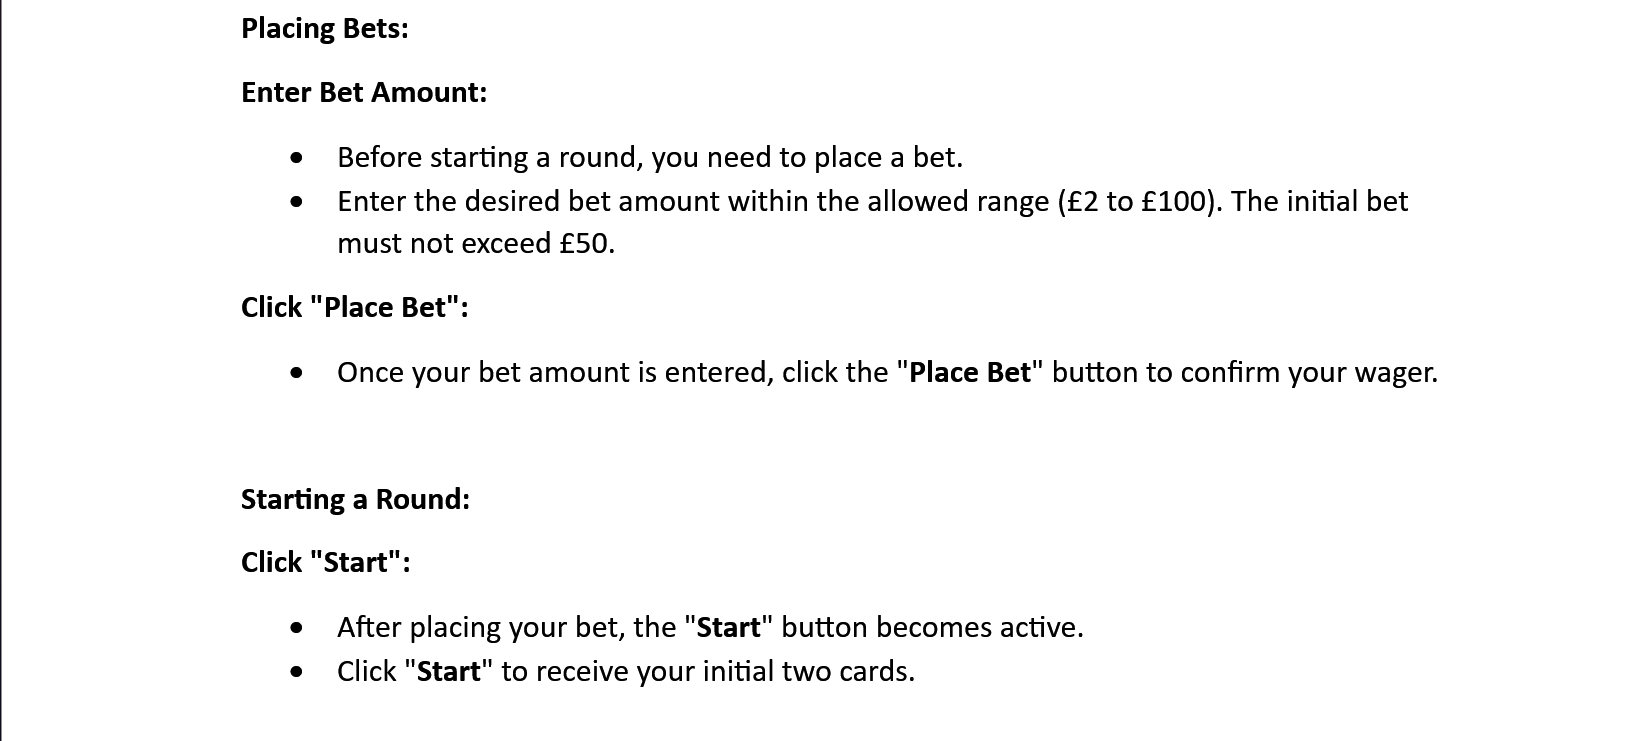 Placing Bets:
Enter Bet Amount:
• Before starting a round, you need to place a bet.
• Enter the desired bet amount within the allowed range (£2 to £100). The initial bet
must not exceed £50.
Click "Place Bet":
• Once your bet amount is entered, click the "Place Bet" button to confirm your wager.
Starting a Round:
Click "Start":
• After placing your bet, the "Start" button becomes active.
• Click "Start" to receive your initial two cards.